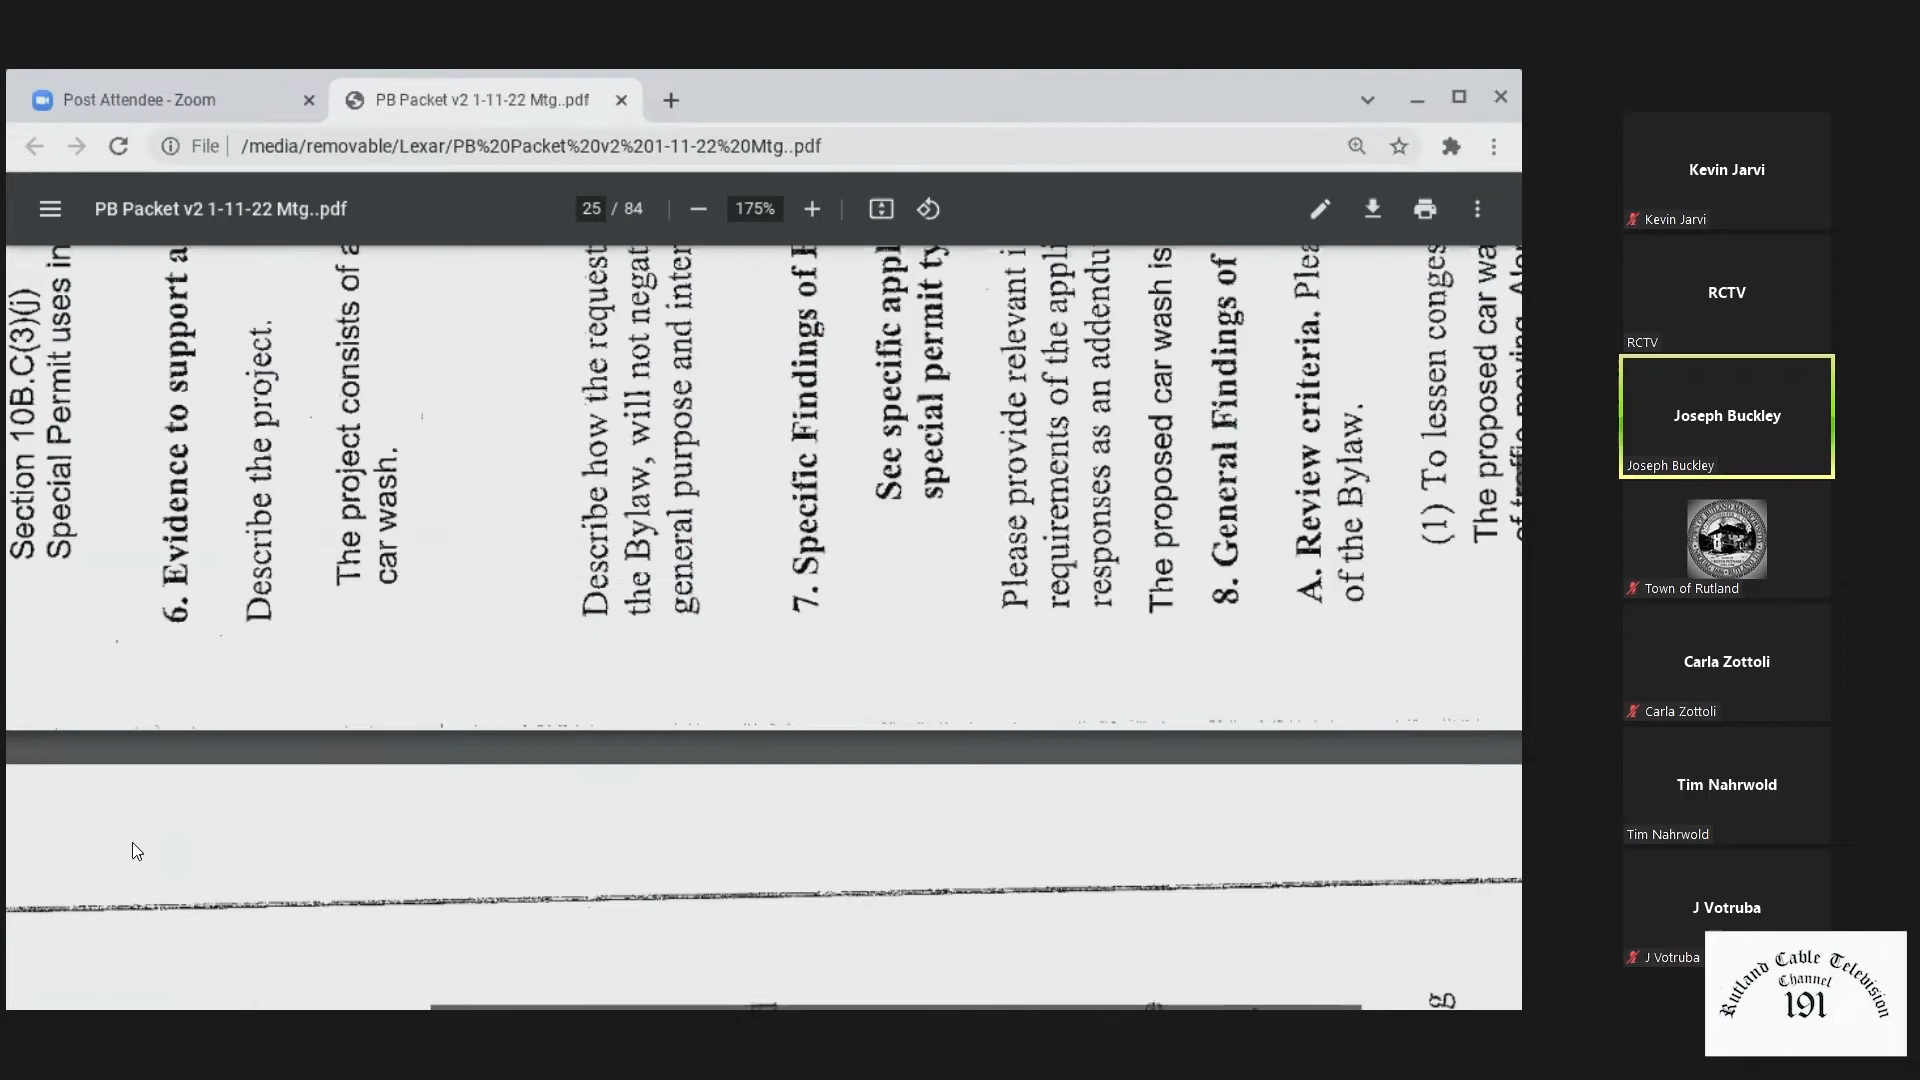 Post Attendee - Zoom
PB Packet v2 1-11-22 Mtg..pdf
File
/media/removable/Lexar/PB%20Packet%20v2%201-11-22%20Mtg..pdf
PB Packet v2 1-11-22 Mtg..pdf
25 / 84
175%
Section 10B.C(3)(j)
Special Permit uses in
6. Evidence to support a
Describe the project.
The project consists of a
car wash.
Describe how the request
the Bylaw, will not negat
general purpose and inter
7. Specific Findings of
See specific appl
special permit ty
Please provide relevant i
requirements of the appli
responses as an addendu
The proposed car wash is
8. General Findings of
A. Review criteria. Plea
of the Bylaw.
(1) To lessen conges
The proposed car wa
of traffic moving.
g
Kevin Jarvi
Kevin Jarvi
RCTV
RCTV
Joseph Buckley
Joseph Buckley
Town of Rutland
Carla Zottoli
Carla Zottoli
Tim Nahrwold
Tim Nahrwold
J Votruba
J Votruba
Rutland Cable Television
Channel
191